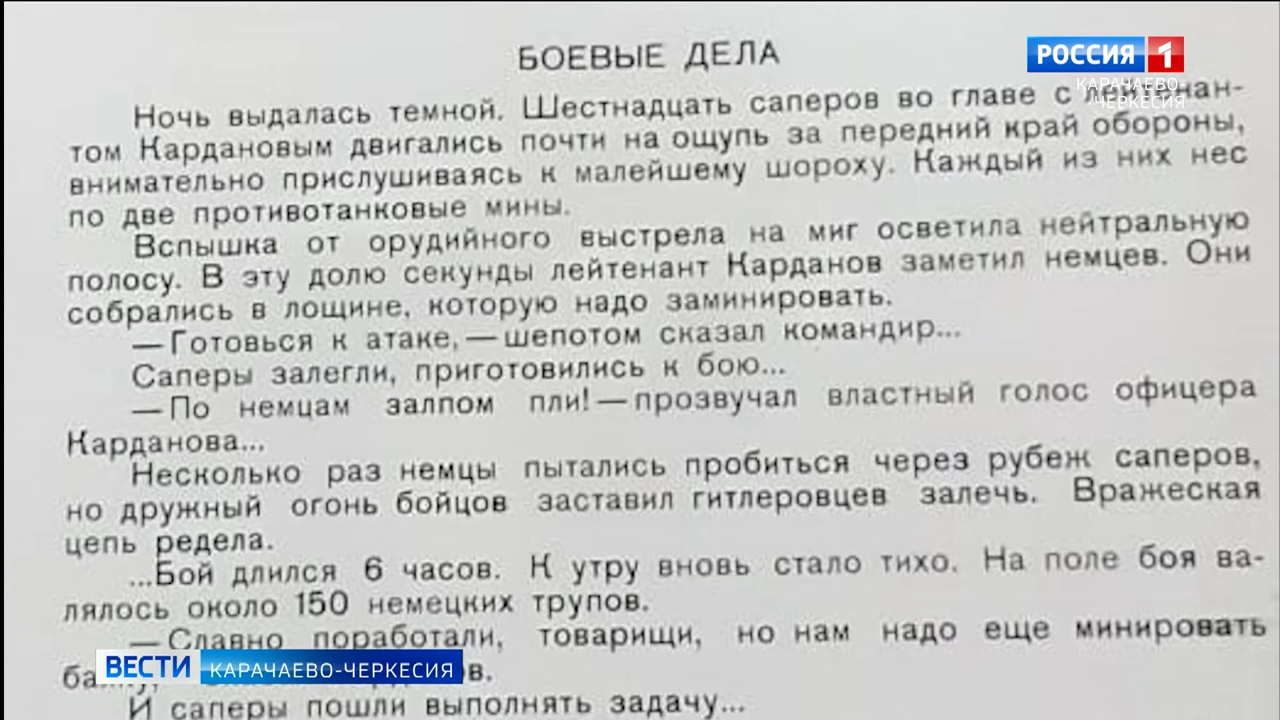 БОЕВЫЕ ДЕЛА
РОССИЯ 1
КАРАЧАЕВО-
ЧЕРКЕСИЯ
Ночь выдалась темной. Шестнадцать саперов во главе с лейтенан-
том Кардановым двигались почти на ощупь за передний край обороны,
внимательно прислушиваясь к малейшему шороху. Каждый из них нес
по две противотанковые мины.
Вспышка от орудийного выстрела на миг осветила нейтральную
полосу. В эту долю секунды лейтенант Карданов заметил немцев. Они
собрались в лощине, которую надо заминировать.
— Готовься к атаке, — шепотом сказал командир...
Саперы залегли, приготовились к бою...
— По немцам залпом пли! — прозвучал властный голос офицера
Карданова...
Несколько раз немцы пытались пробиться через рубеж саперов,
но дружный огонь бойцов заставил гитлеровцев залечь. Вражеская
цепь редела.
...Бой длился 6 часов. К утру вновь стало тихо. На поле боя ва-
лялось около 150 немецких трупов.
— Славно поработали, товарищи, но нам надо еще минировать
ВЕСТИ КАРАЧАЕВО-ЧЕРКЕСИЯ
И саперы пошли выполнять задачу...